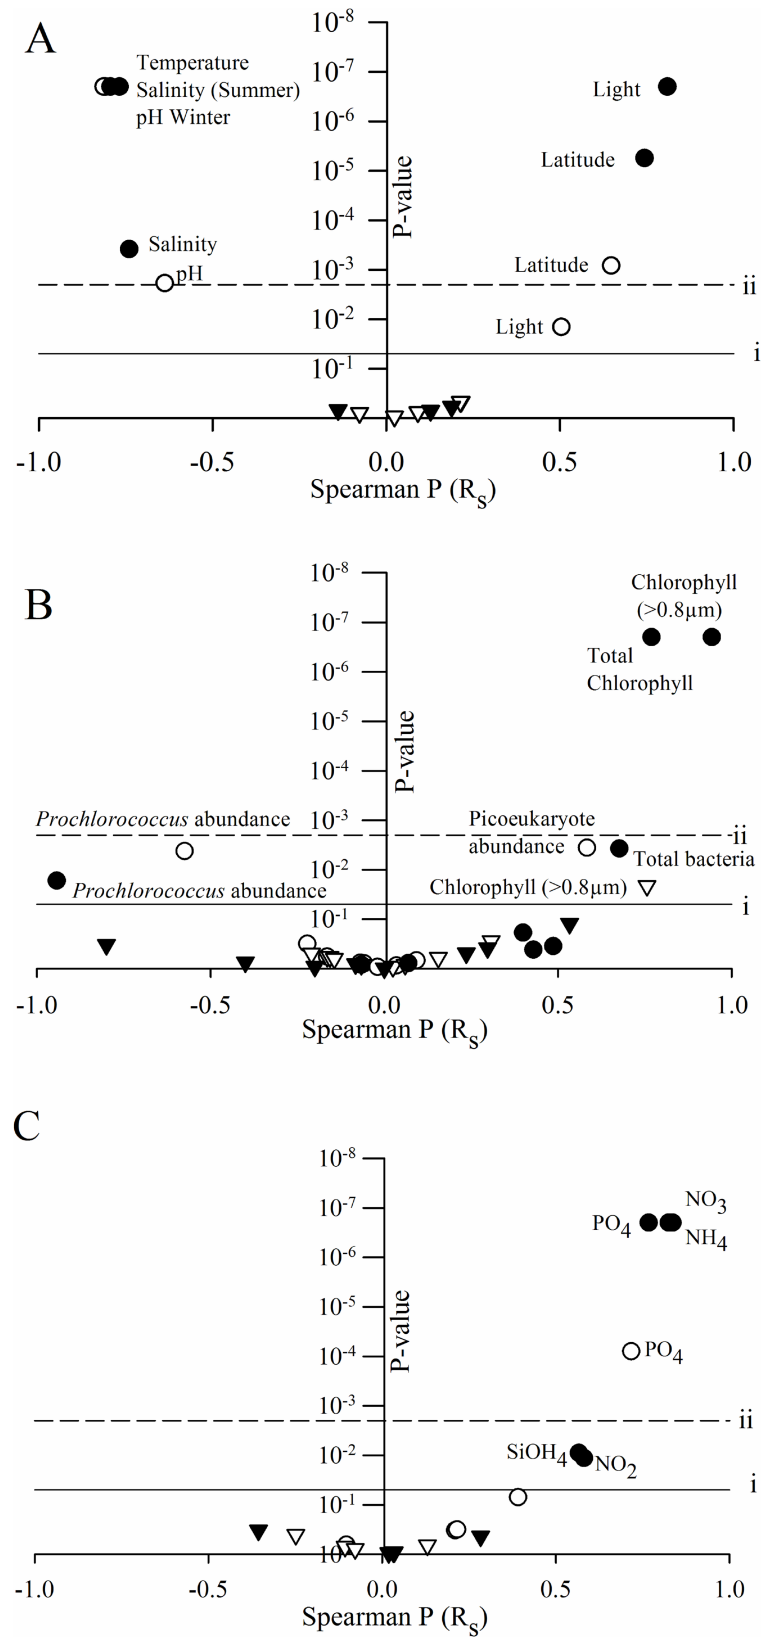 A
10-8
10-7
10-6
10-5
10-4
10-3
10-2
10-1
P-value
Temperature
Salinity (Summer)
pH Winter
Light
Latitude
Salinity
pH
Latitude
Light
ii
i
-1.0 -0.5 0.0 0.5 1.0
Spearman P (Rs)
B
10-8
10-7
10-6
10-5
10-4
10-3
10-2
10-1
P-value
Chlorophyll
(>0.8µm)
Total
Chlorophyll
Prochlorococcus abundance
Picoeukaryote
abundance
ii
Total bacteria
Prochlorococcus abundance
Chlorophyll (>0.8µm)
i
-1.0 -0.5 0.0 0.5 1.0
Spearman P (Rs)
C
10-8
10-7
10-6
10-5
10-4
10-3
10-2
10-1
P-value
NO3
PO4
NH4
PO4
ii
SiOH4
NO2
i
-1.0 -0.5 0.0 0.5 1.0
Spearman P (Rs)